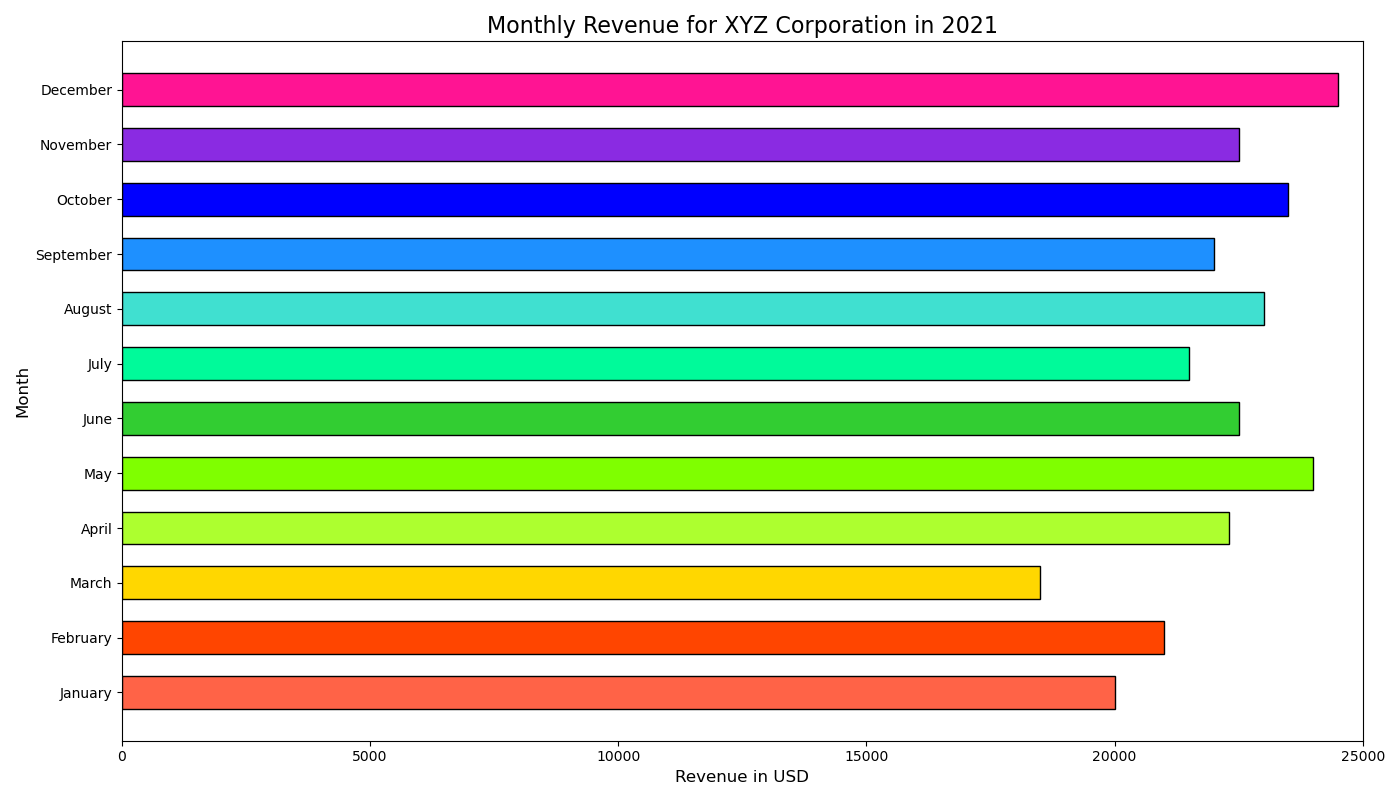 Monthly Revenue for XYZ Corporation in 2021
December
November
October
September
August
July
June
May
April
March
February
January
Month
0 5000 10000 15000 20000 25000
Revenue in USD